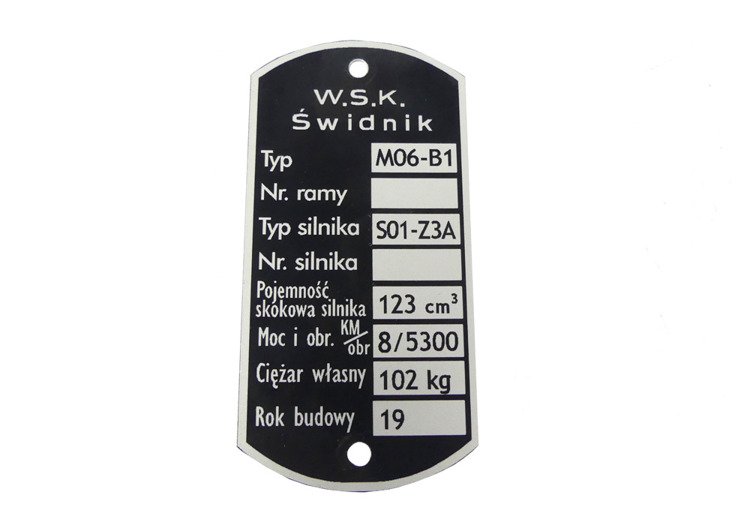 W.S.K.
Świdnik
Typ M06-B1
Nr. ramy
Typ silnika S01-Z3A
Nr. silnika
Pojemność
skokowa silnika 123 cm³
Moc i obr. KM/obr 8/5300
Ciężar własny 102 kg
Rok budowy 19